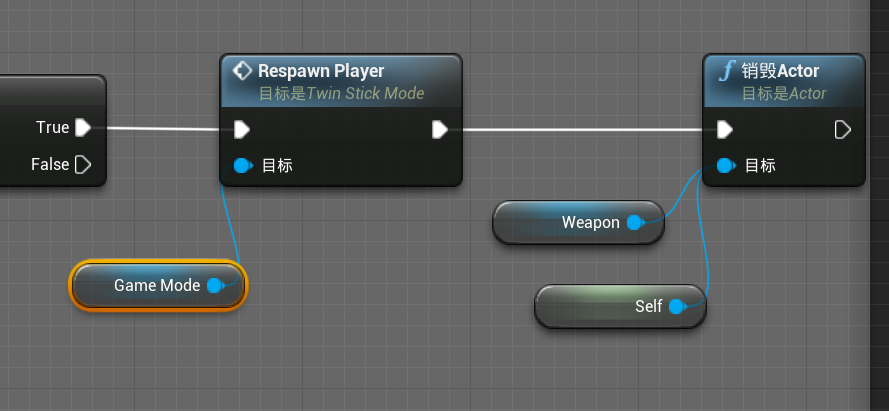 True
False
Respawn Player
目标是Twin Stick Mode
目标
Game Mode
销毁Actor
目标是Actor
目标
Weapon
Self